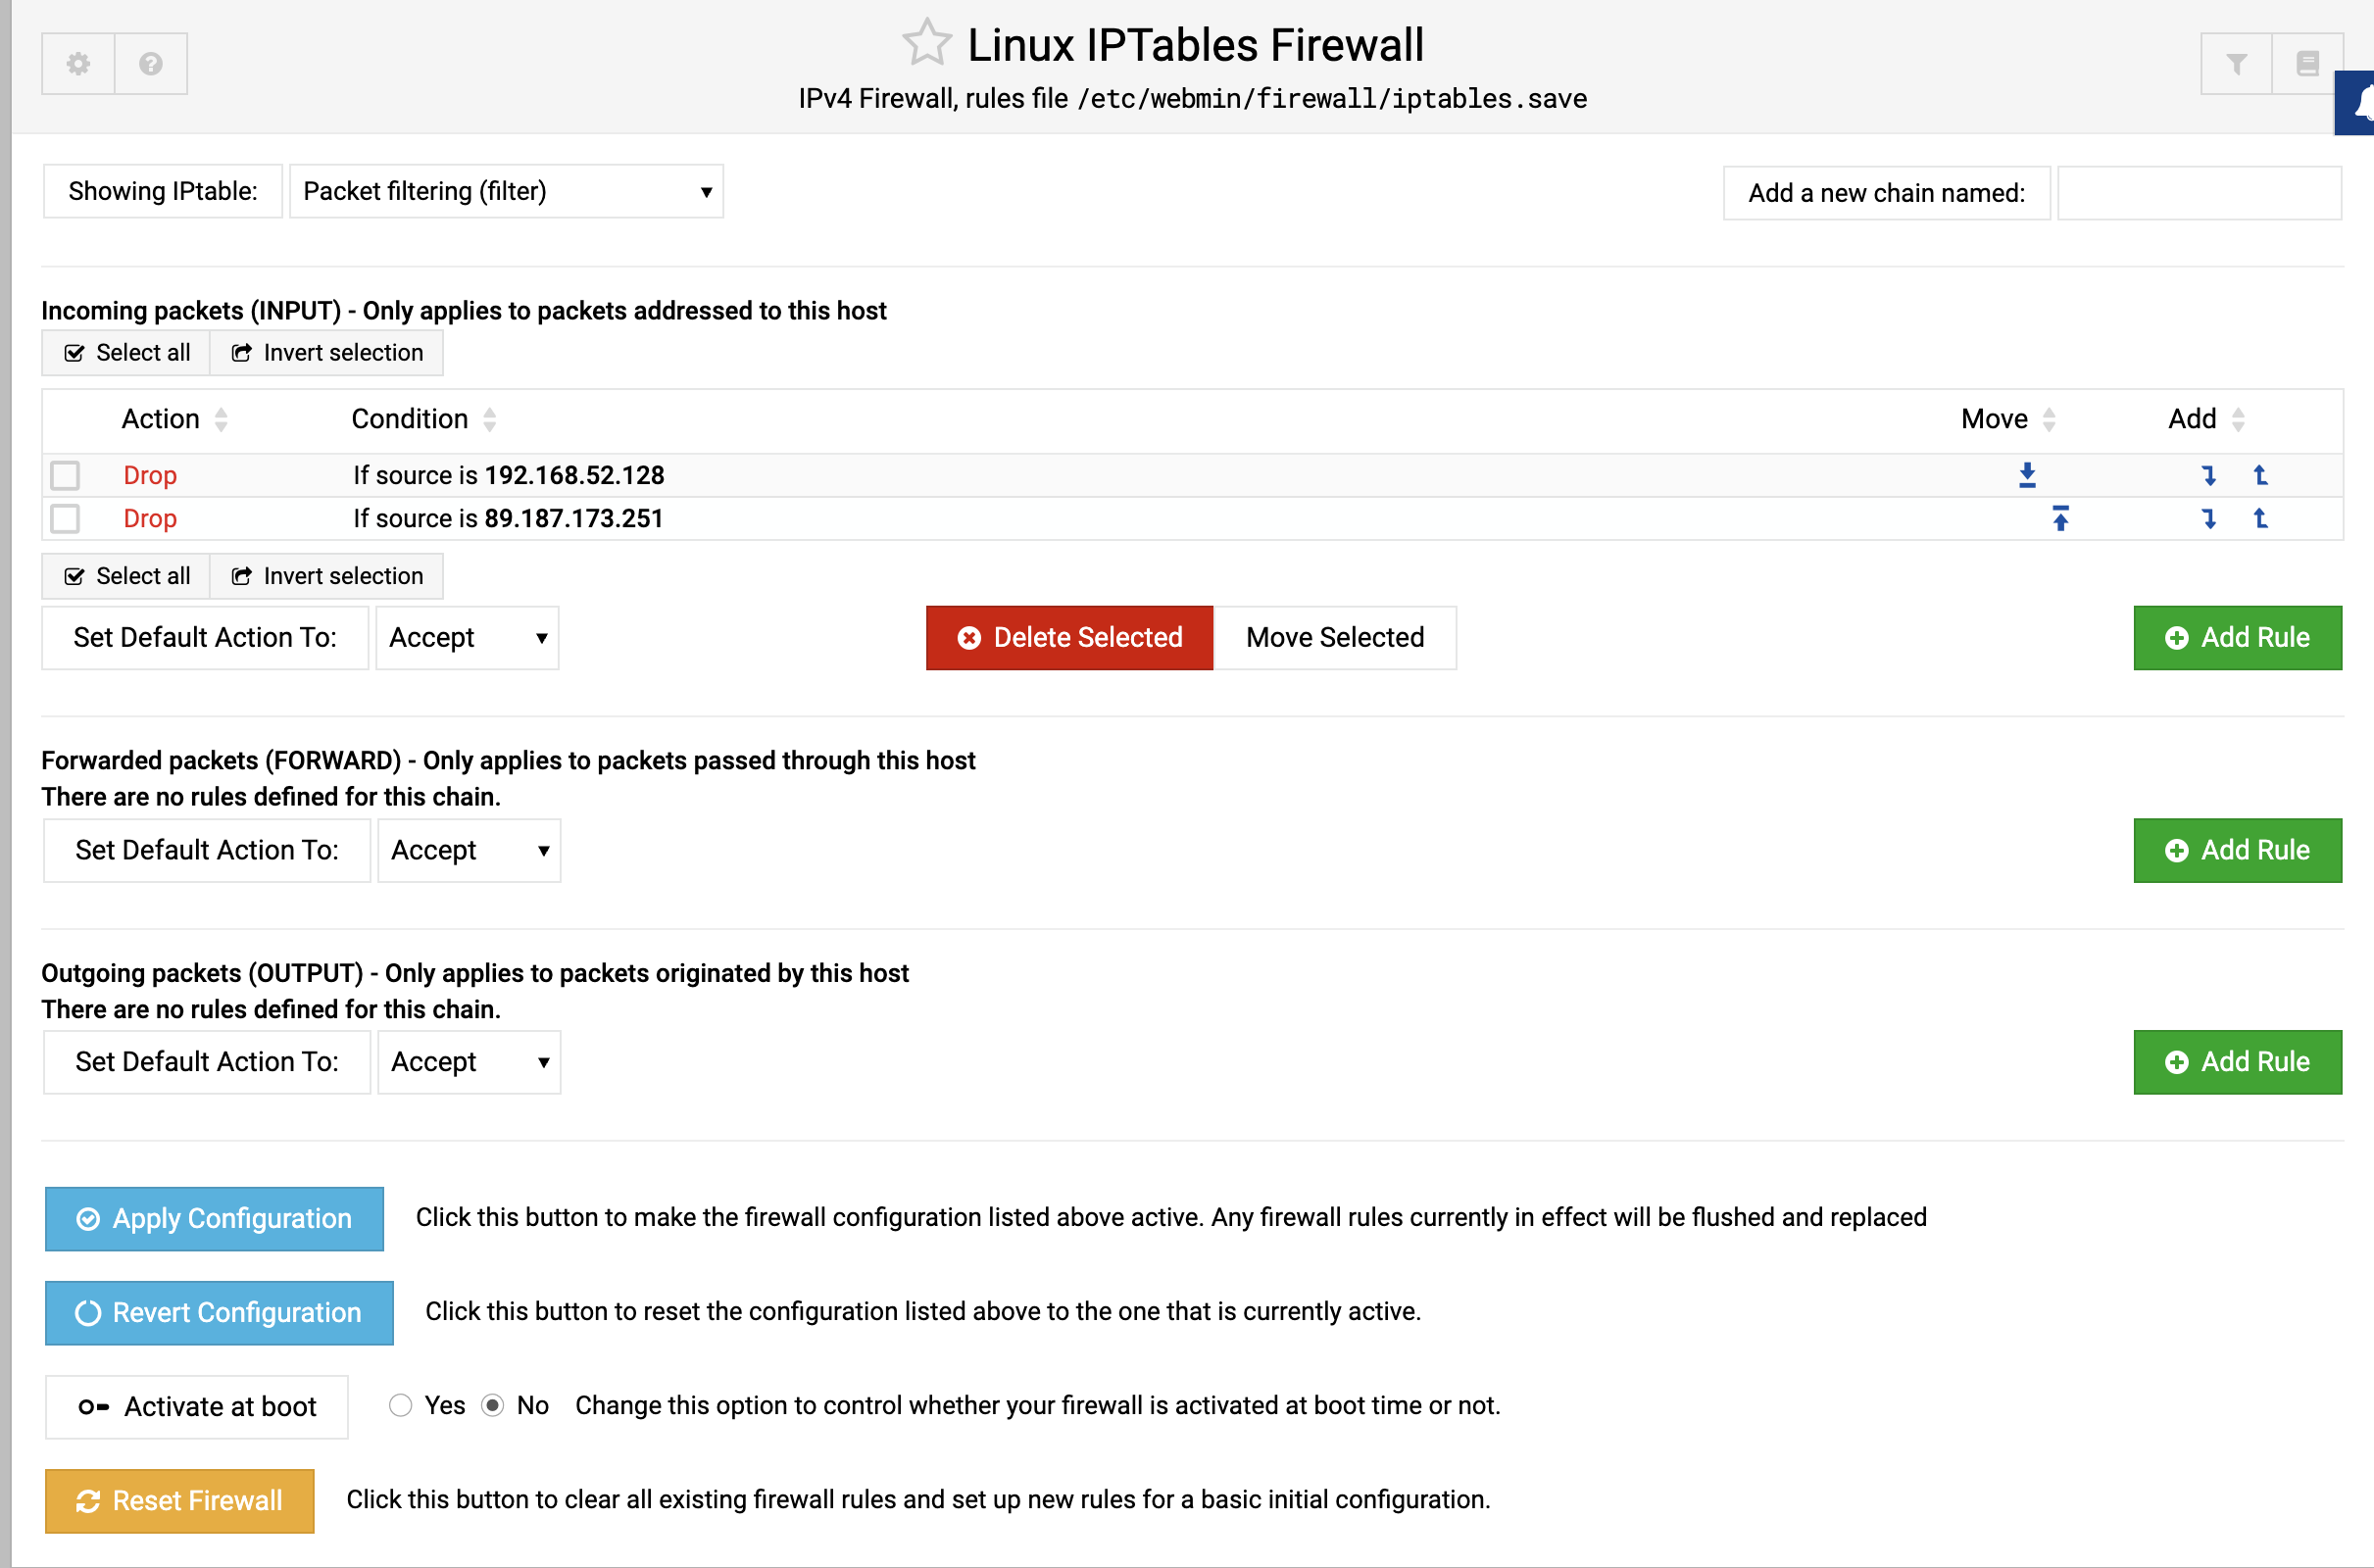 Linux IPTables Firewall
IPv4 Firewall, rules file /etc/webmin/firewall/iptables.save
Showing IPtable: Packet filtering (filter) Add a new chain named:
Incoming packets (INPUT) - Only applies to packets addressed to this host
Select all Invert selection
Action Condition Move Add
Drop If source is 192.168.52.128
Drop If source is 89.187.173.251
Select all Invert selection
Set Default Action To: Accept Delete Selected Move Selected Add Rule
Forwarded packets (FORWARD) - Only applies to packets passed through this host
There are no rules defined for this chain.
Set Default Action To: Accept Add Rule
Outgoing packets (OUTPUT) - Only applies to packets originated by this host
There are no rules defined for this chain.
Set Default Action To: Accept Add Rule
Apply Configuration Click this button to make the firewall configuration listed above active. Any firewall rules currently in effect will be flushed and replaced
Revert Configuration Click this button to reset the configuration listed above to the one that is currently active.
Activate at boot Yes No Change this option to control whether your firewall is activated at boot time or not.
Reset Firewall Click this button to clear all existing firewall rules and set up new rules for a basic initial configuration.